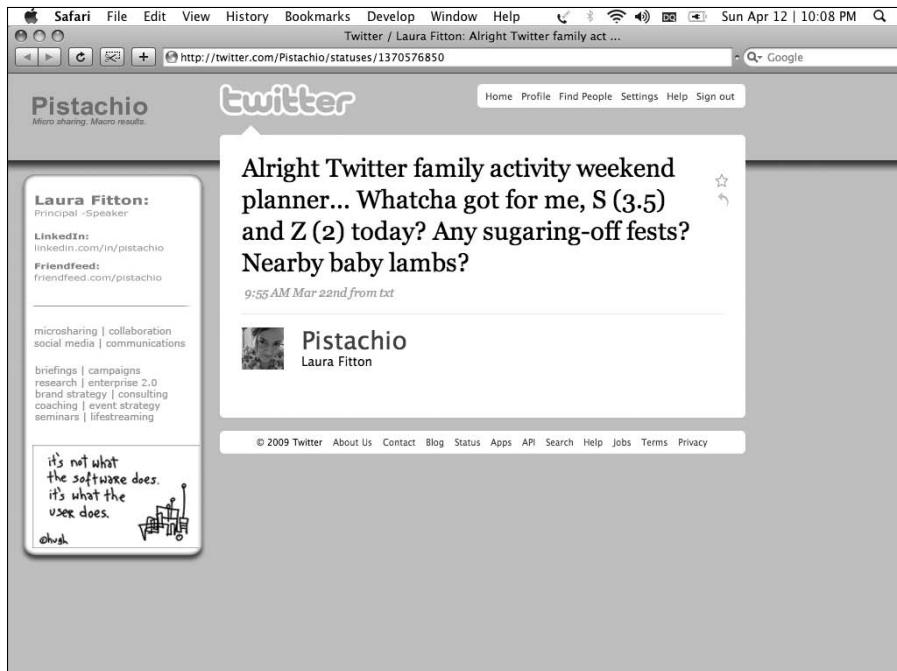 Safari File Edit View History Bookmarks Develop Window Help Sun Apr 12 | 10:08 PM
Twitter / Laura Fitton: Alright Twitter family act ...
http://twitter.com/Pistachio/statuses/1370576850 Google
Pistachio
Micro sharing. Macro results.
twitter
Home Profile Find People Settings Help Sign out
Laura Fitton:
Principal -Speaker
LinkedIn:
linkedin.com/in/pistachio
Friendfeed:
friendfeed.com/pistachio
microsharing | collaboration
social media | communications
briefings | campaigns
research | enterprise 2.0
brand strategy | consulting
coaching | event strategy
seminars | lifestreaming
it's not what
the software does.
it's what the
user does.
©hugh
Alright Twitter family activity weekend
planner... Whatcha got for me, S (3.5)
and Z (2) today? Any sugaring-off fests?
Nearby baby lambs?
9:55 AM Mar 22nd from txt
Pistachio
Laura Fitton
© 2009 Twitter About Us Contact Blog Status Apps API Search Help Jobs Terms Privacy